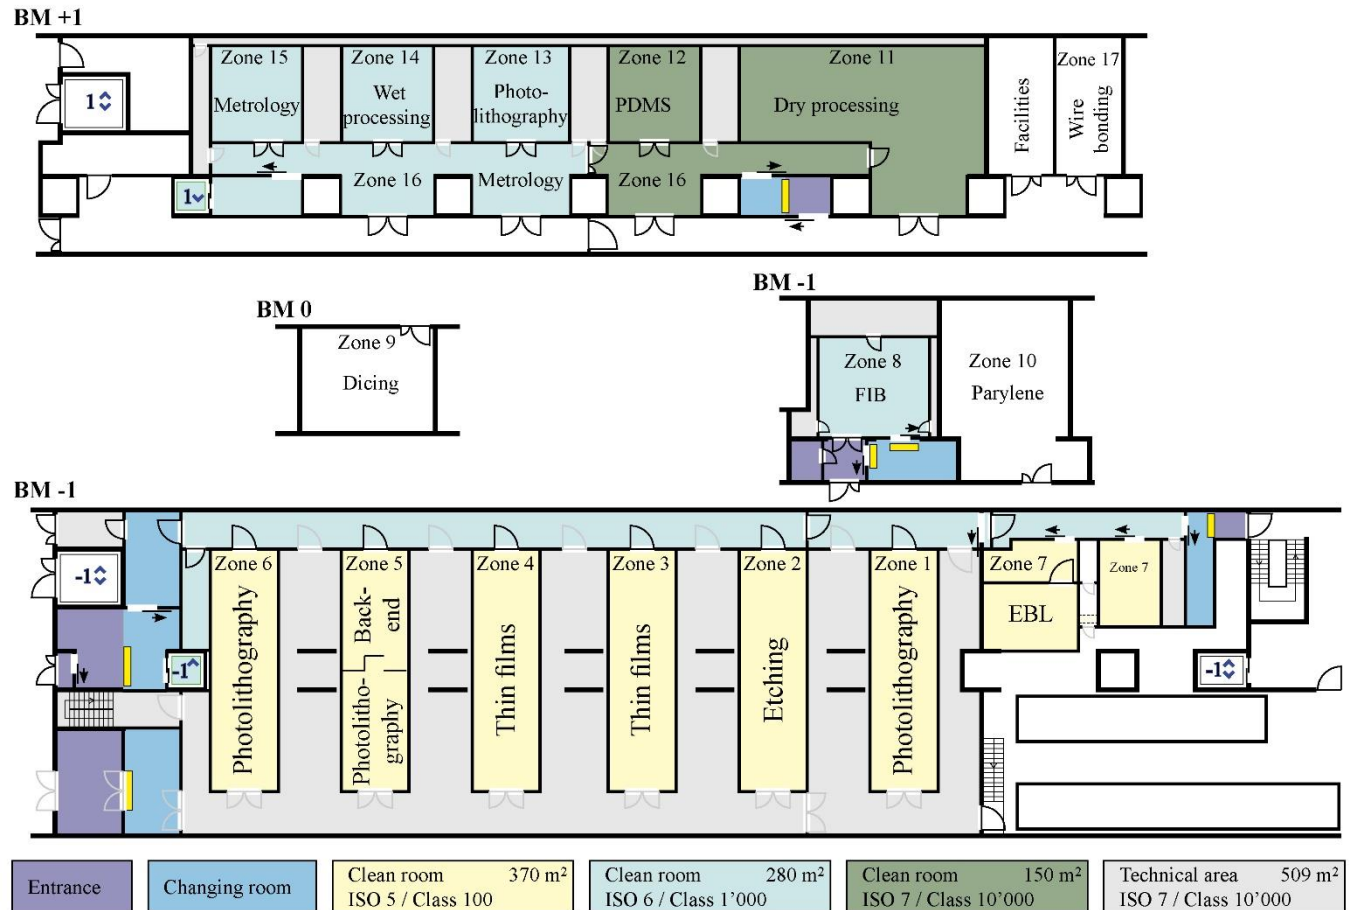 BM +1
Zone 15
Zone 14
Zone 13
Zone 12
Zone 11
Zone 17
Metrology
Wet
processing
Photo-
lithography
PDMS
Dry processing
Facilities
Wire
bonding
1
Zone 16
Metrology
Zone 16
1
BM 0
Zone 9
Dicing
BM -1
Zone 8
FIB
Zone 10
Parylene
BM -1
-1
-1
Zone 6
Photolithography
Zone 5
Back-
end
Photolitho-
graphy
Zone 4
Thin films
Zone 3
Thin films
Zone 2
Etching
Zone 1
Photolithography
Zone 7
EBL
Zone 7
-1
Entrance
Changing room
Clean room 370 m²
ISO 5 / Class 100
Clean room 280 m²
ISO 6 / Class 1’000
Clean room 150 m²
ISO 7 / Class 10’000
Technical area 509 m²
ISO 7 / Class 10’000